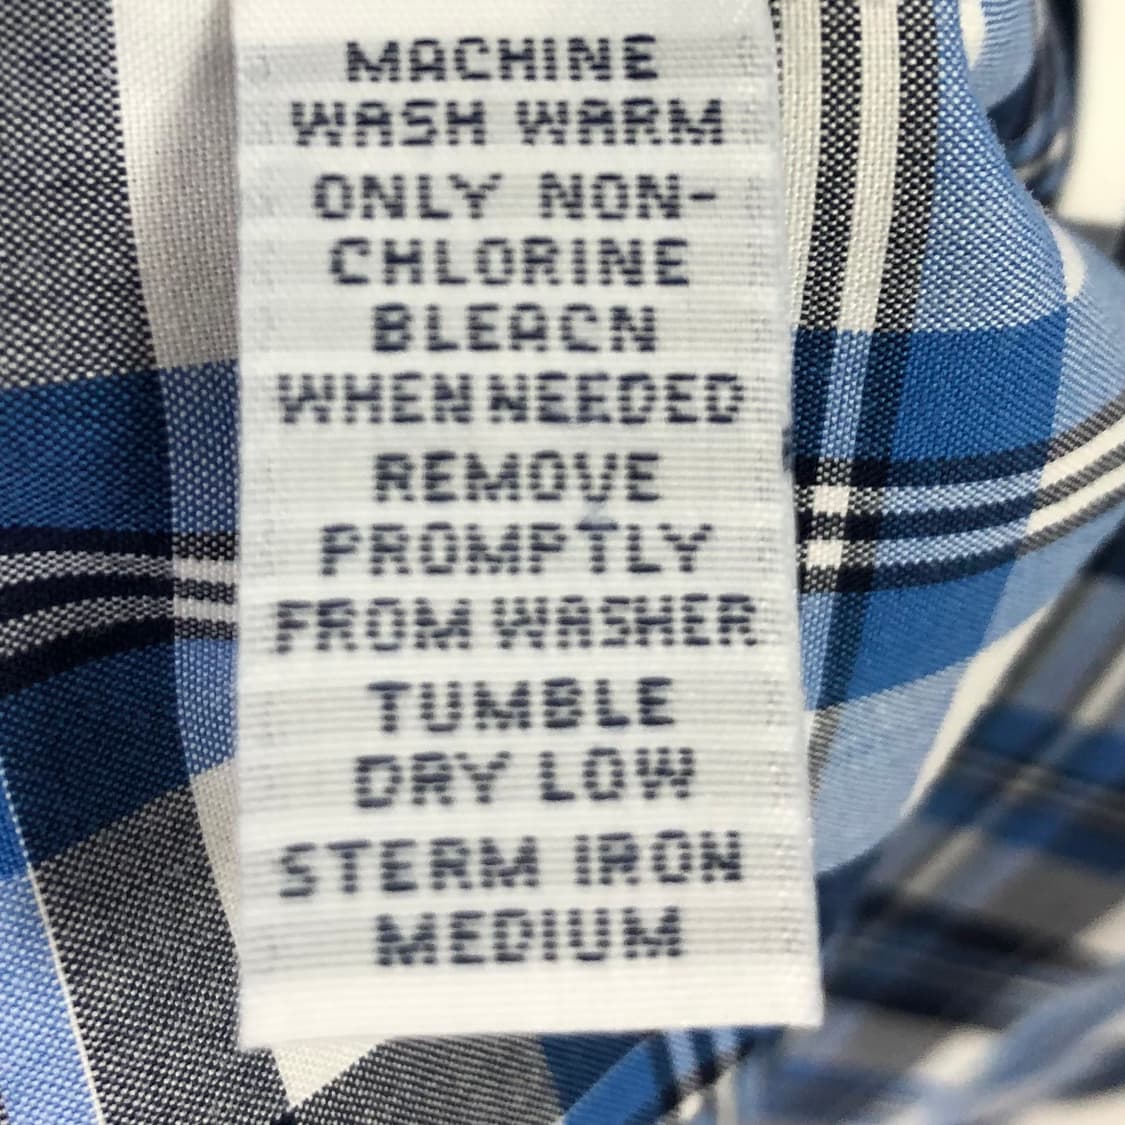 MACHINE
WASH WARM
ONLY NON-
CHLORINE
BLEACN
WHEN NEEDED
REMOVE
PROMPTLY
FROM WASHER
TUMBLE
DRY LOW
STERM IRON
MEDIUM